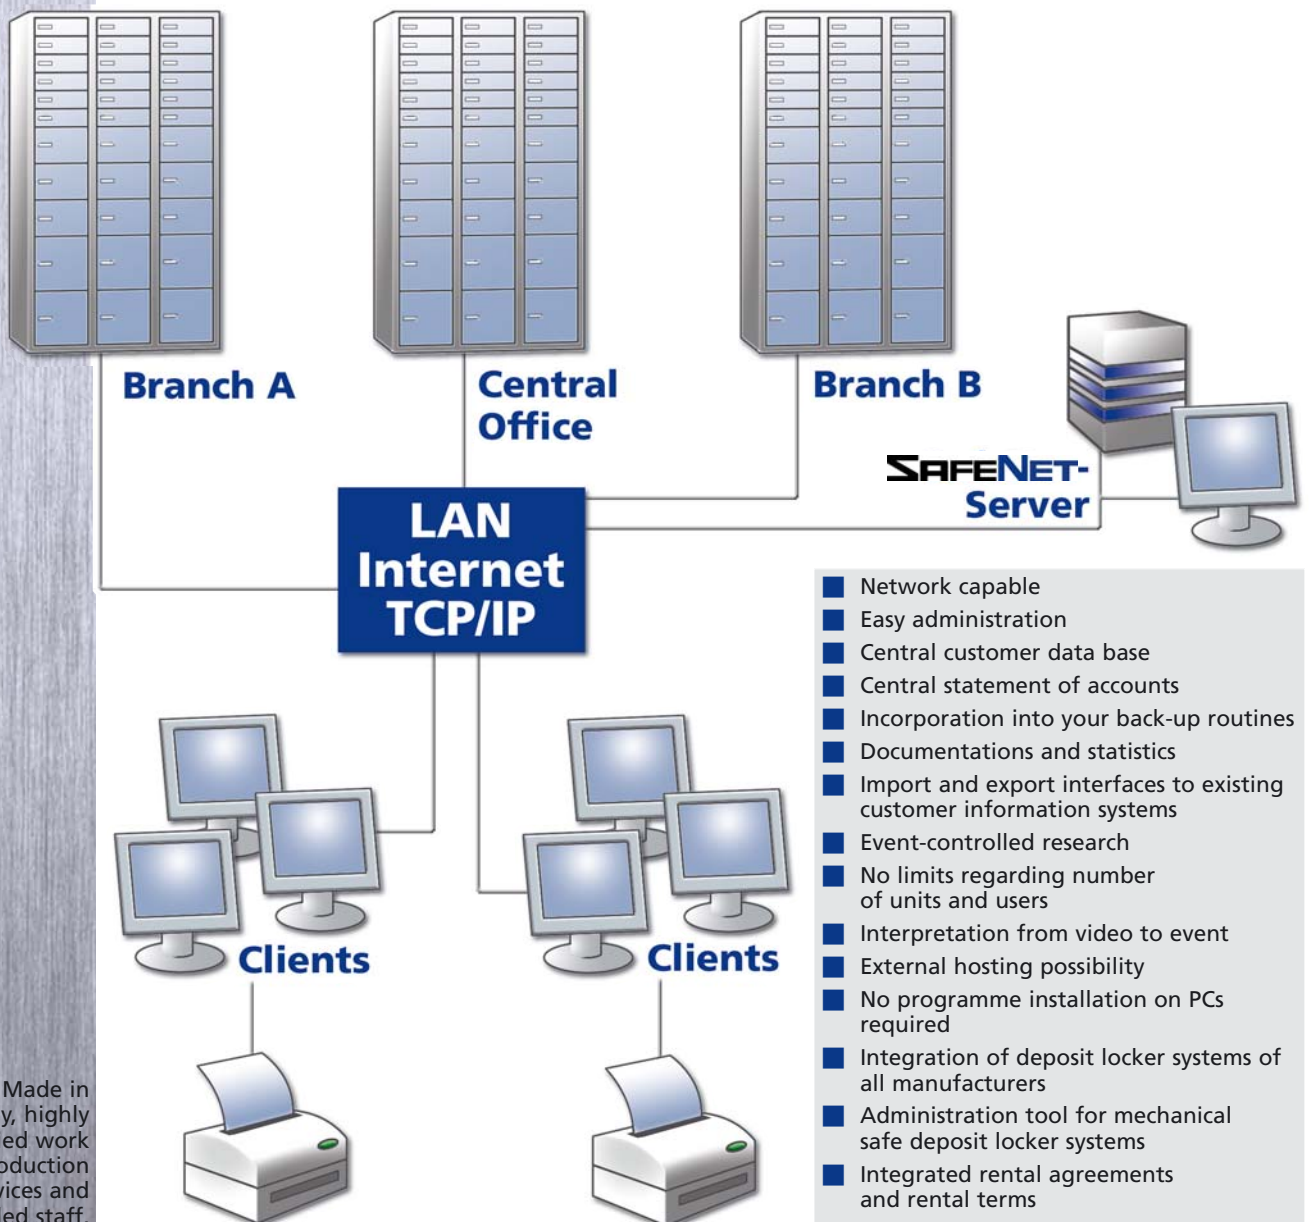 Branch A
Central
Office
Branch B
SAFENET-
Server
LAN
Internet
TCP/IP
Clients
Clients
Network capable
Easy administration
Central customer data base
Central statement of accounts
Incorporation into your back-up routines
Documentations and statistics
Import and export interfaces to existing
customer information systems
Event-controlled research
No limits regarding number
of units and users
Interpretation from video to event
External hosting possibility
No programme installation on PCs
required
Integration of deposit locker systems of
all manufacturers
Administration tool for mechanical
safe deposit locker systems
Integrated rental agreements
and rental terms
Made in
highly
work
and
staff.